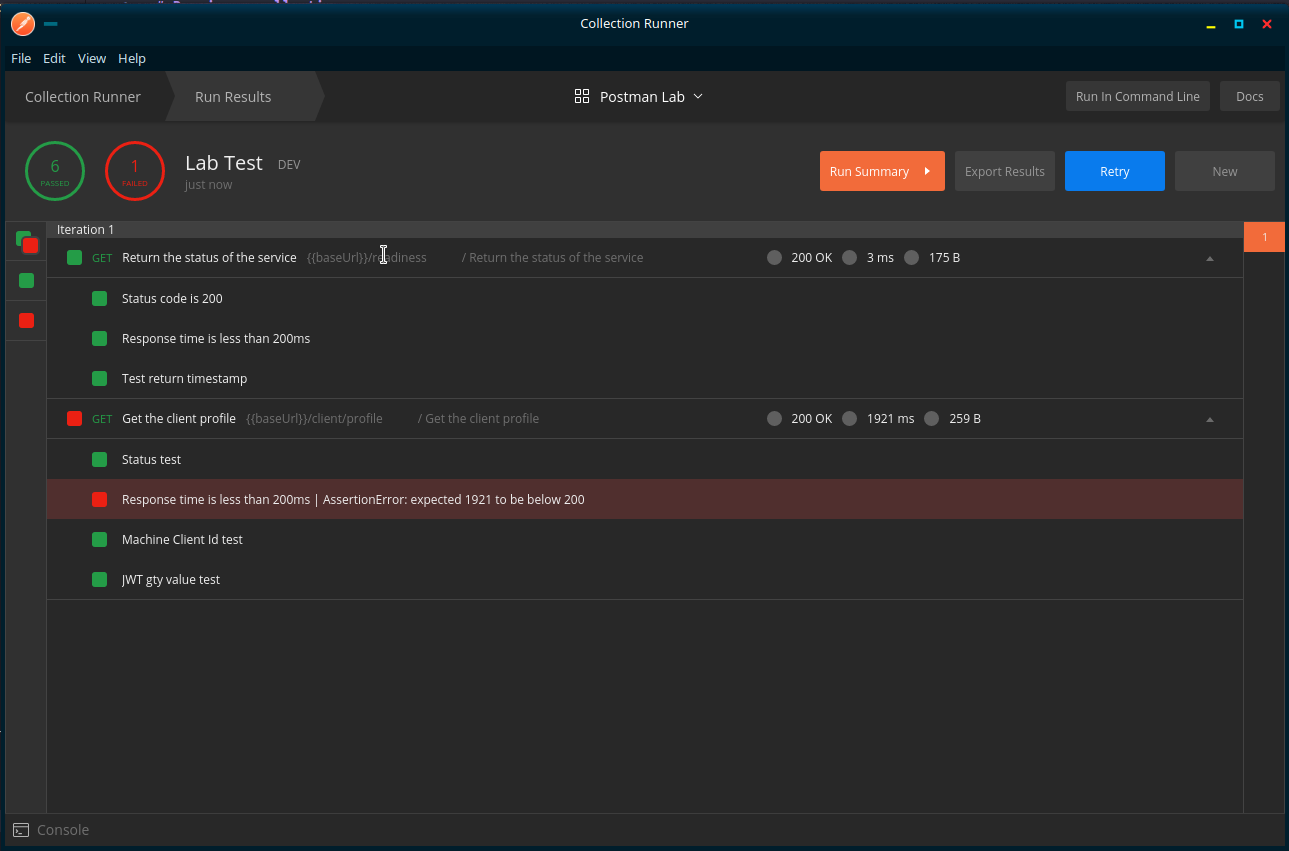 Collection Runner
File Edit View Help
Collection Runner Run Results Postman Lab Run In Command Line Docs
6 PASSED 1 FAILED Lab Test DEV just now Run Summary Export Results Retry New
Iteration 1 1
GET Return the status of the service {{baseUrl}}/readiness / Return the status of the service 200 OK 3 ms 175 B
Status code is 200
Response time is less than 200ms
Test return timestamp
GET Get the client profile {{baseUrl}}/client/profile / Get the client profile 200 OK 1921 ms 259 B
Status test
Response time is less than 200ms | AssertionError: expected 1921 to be below 200
Machine Client Id test
JWT gty value test
Console